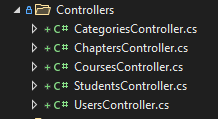 Controllers
C# CategoriesController.cs
C# ChaptersController.cs
C# CoursesController.cs
C# StudentsController.cs
C# UsersController.cs